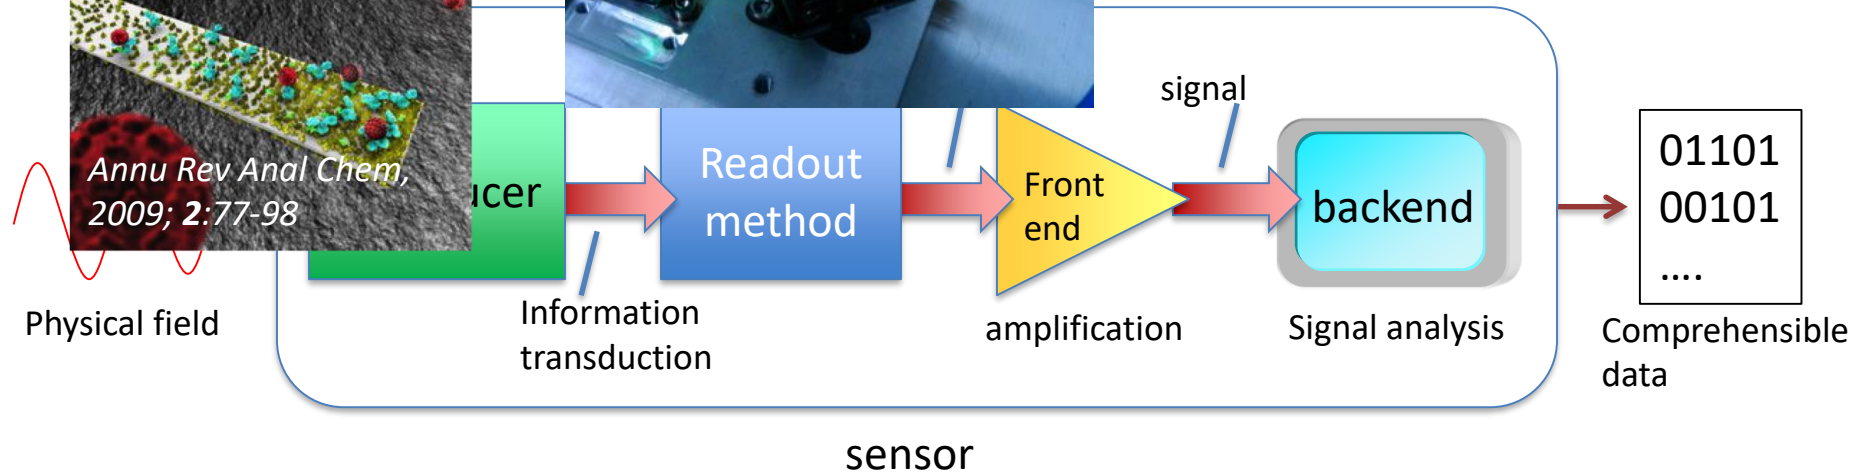 signal
Annu Rev Anal Chem,
2009; 2:77-98
ucer
Readout
method
Front
end
backend
01101
00101
....
Physical field
Information
transduction
amplification
Signal analysis
Comprehensible
data
sensor